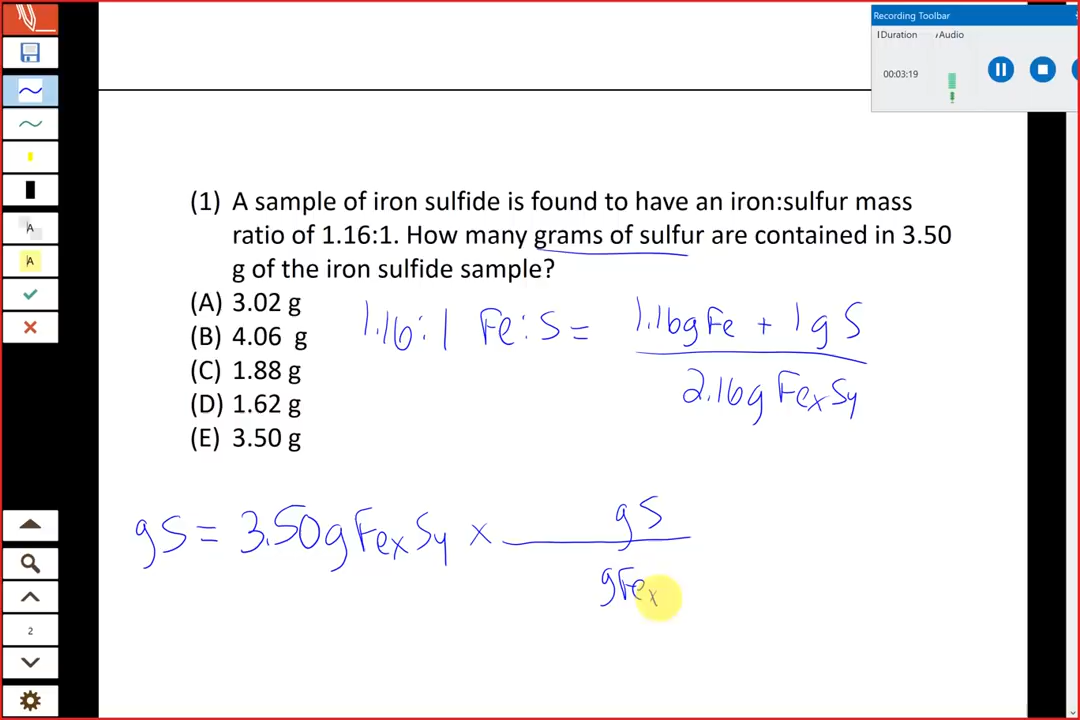 Recording Toolbar
Duration
Audio
00:03:19
(1) A sample of iron sulfide is found to have an iron:sulfur mass
ratio of 1.16:1. How many grams of sulfur are contained in 3.50
g of the iron sulfide sample?
(A) 3.02 g
(B) 4.06 g
(C) 1.88 g
(D) 1.62 g
(E) 3.50 g
1.16:1 Fe:S = 1.16g Fe + 1g S
2.16g FexSy
gS = 3.50g FexSy x gS
gFex
A
A
2